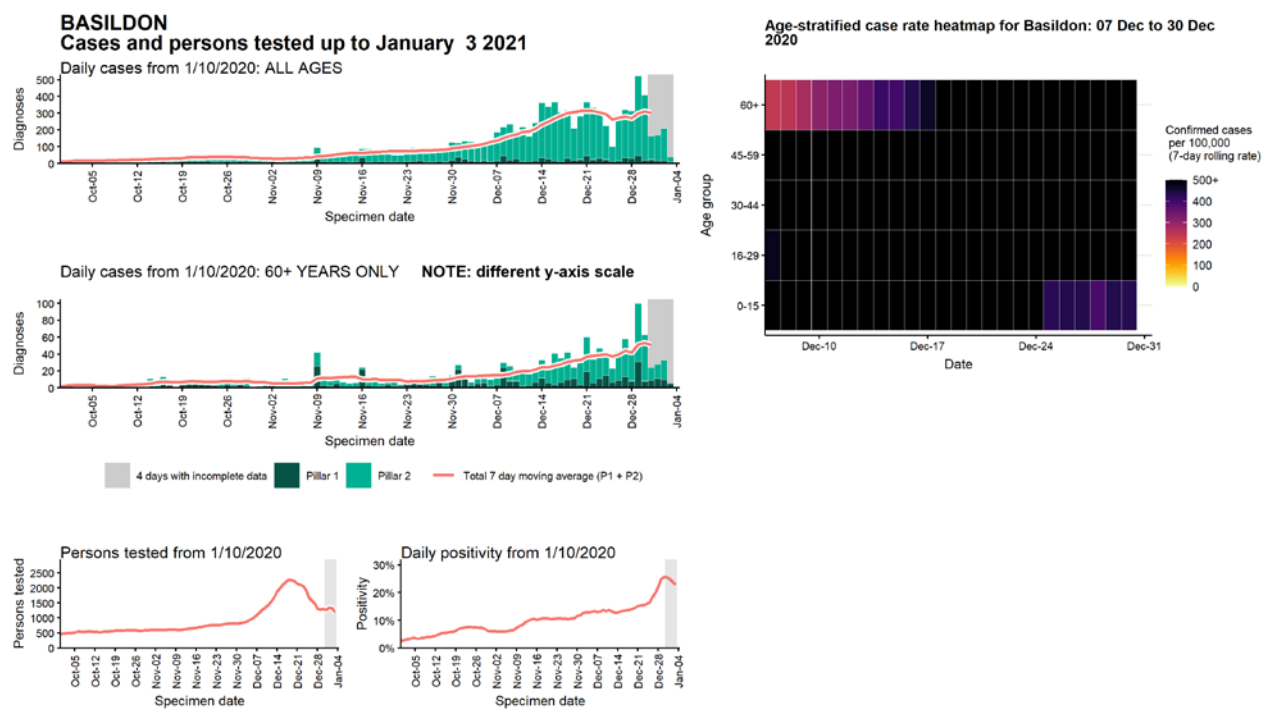 BASILDON
Cases and persons tested up to January 3 2021
Daily cases from 1/10/2020: ALL AGES
Diagnoses
500
400
300
200
100
0
Oct-05
Oct-12
Oct-19
Oct-26
Nov-02
Nov-09
Nov-16
Nov-23
Nov-30
Dec-07
Dec-14
Dec-21
Dec-28
Jan-04
Specimen date
Daily cases from 1/10/2020: 60+ YEARS ONLY NOTE: different y-axis scale
Diagnoses
100
80
60
40
20
0
Oct-05
Oct-12
Oct-19
Oct-26
Nov-02
Nov-09
Nov-16
Nov-23
Nov-30
Dec-07
Dec-14
Dec-21
Dec-28
Jan-04
Specimen date
4 days with incomplete data Pillar 1 Pillar 2 Total 7 day moving average (P1 + P2)
Persons tested from 1/10/2020
Persons tested
2500
2000
1500
1000
500
0
Oct-05
Oct-12
Oct-19
Oct-26
Nov-02
Nov-09
Nov-16
Nov-23
Nov-30
Dec-07
Dec-14
Dec-21
Dec-28
Jan-04
Specimen date
Daily positivity from 1/10/2020
Positivity
30%
20%
10%
0%
Oct-05
Oct-12
Oct-19
Oct-26
Nov-02
Nov-09
Nov-16
Nov-23
Nov-30
Dec-07
Dec-14
Dec-21
Dec-28
Jan-04
Specimen date
Age-stratified case rate heatmap for Basildon: 07 Dec to 30 Dec
2020
Age group
60+
45-59
30-44
16-29
0-15
Dec-10
Dec-17
Dec-24
Dec-31
Date
Confirmed cases
per 100,000
(7-day rolling rate)
500+
400
300
200
100
0